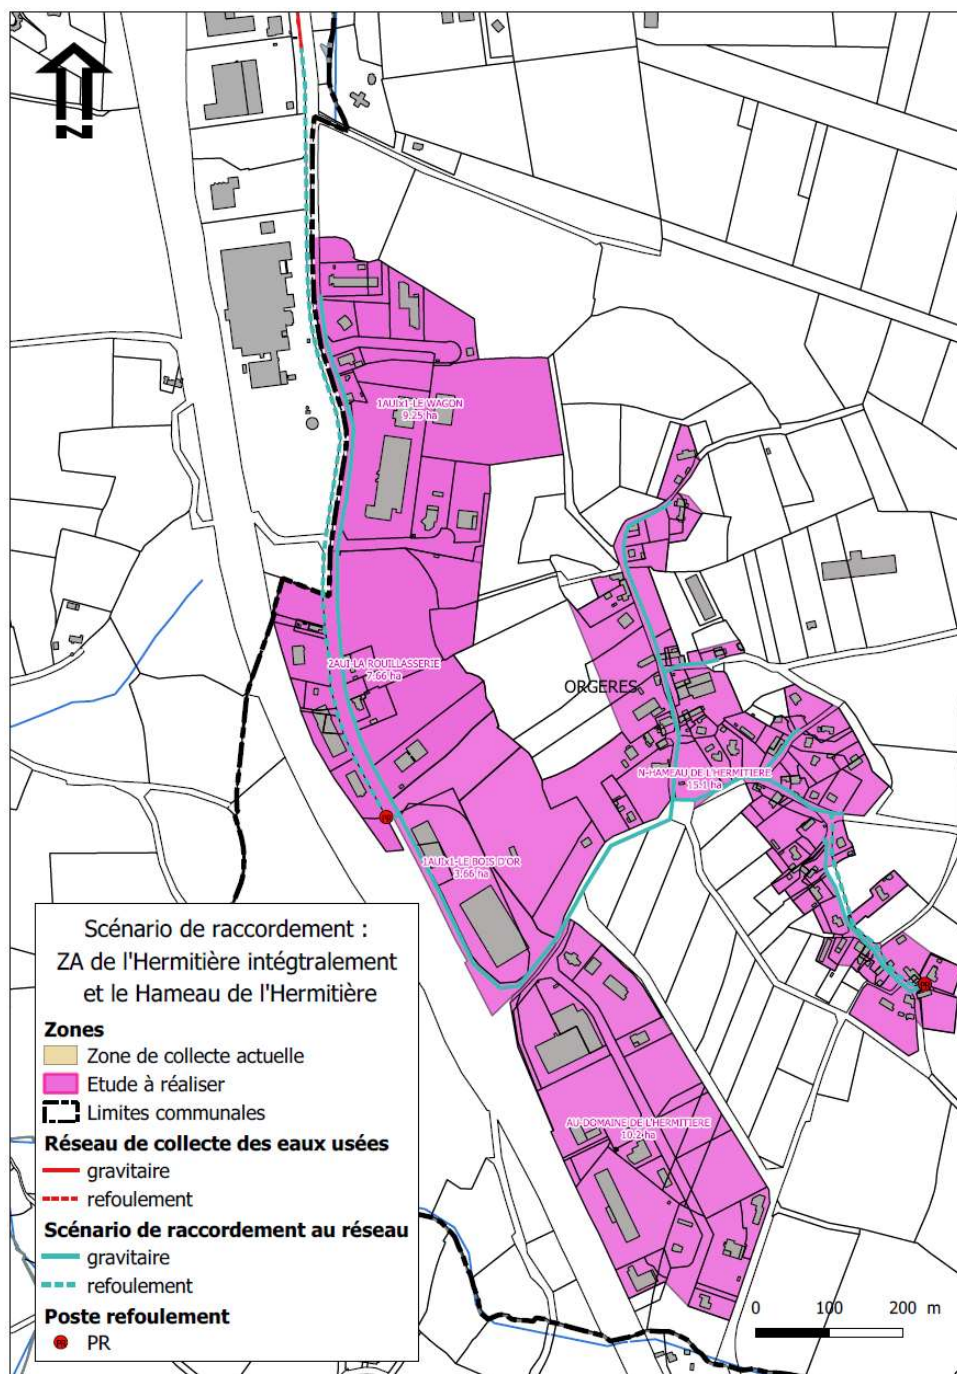 N
1AUIx1-LE WAGON
9.25 ha
2AUI-LA ROUILLASSERIE
7.66 ha
ORGERES
N-HAMEAU DE L'HERMITIERE
15.1 ha
PR
1AUIx1-LE BOIS D'OR
3.66 ha
PR
AU-DOMAINE DE L'HERMITIERE
10.2 ha
Scénario de raccordement :
ZA de l'Hermitière intégtralement
et le Hameau de l'Hermitière
Zones
Zone de collecte actuelle
Etude à réaliser
Limites communales
Réseau de collecte des eaux usées
gravitaire
refoulement
Scénario de raccordement au réseau
gravitaire
refoulement
Poste refoulement
PR PR
0 100 200 m